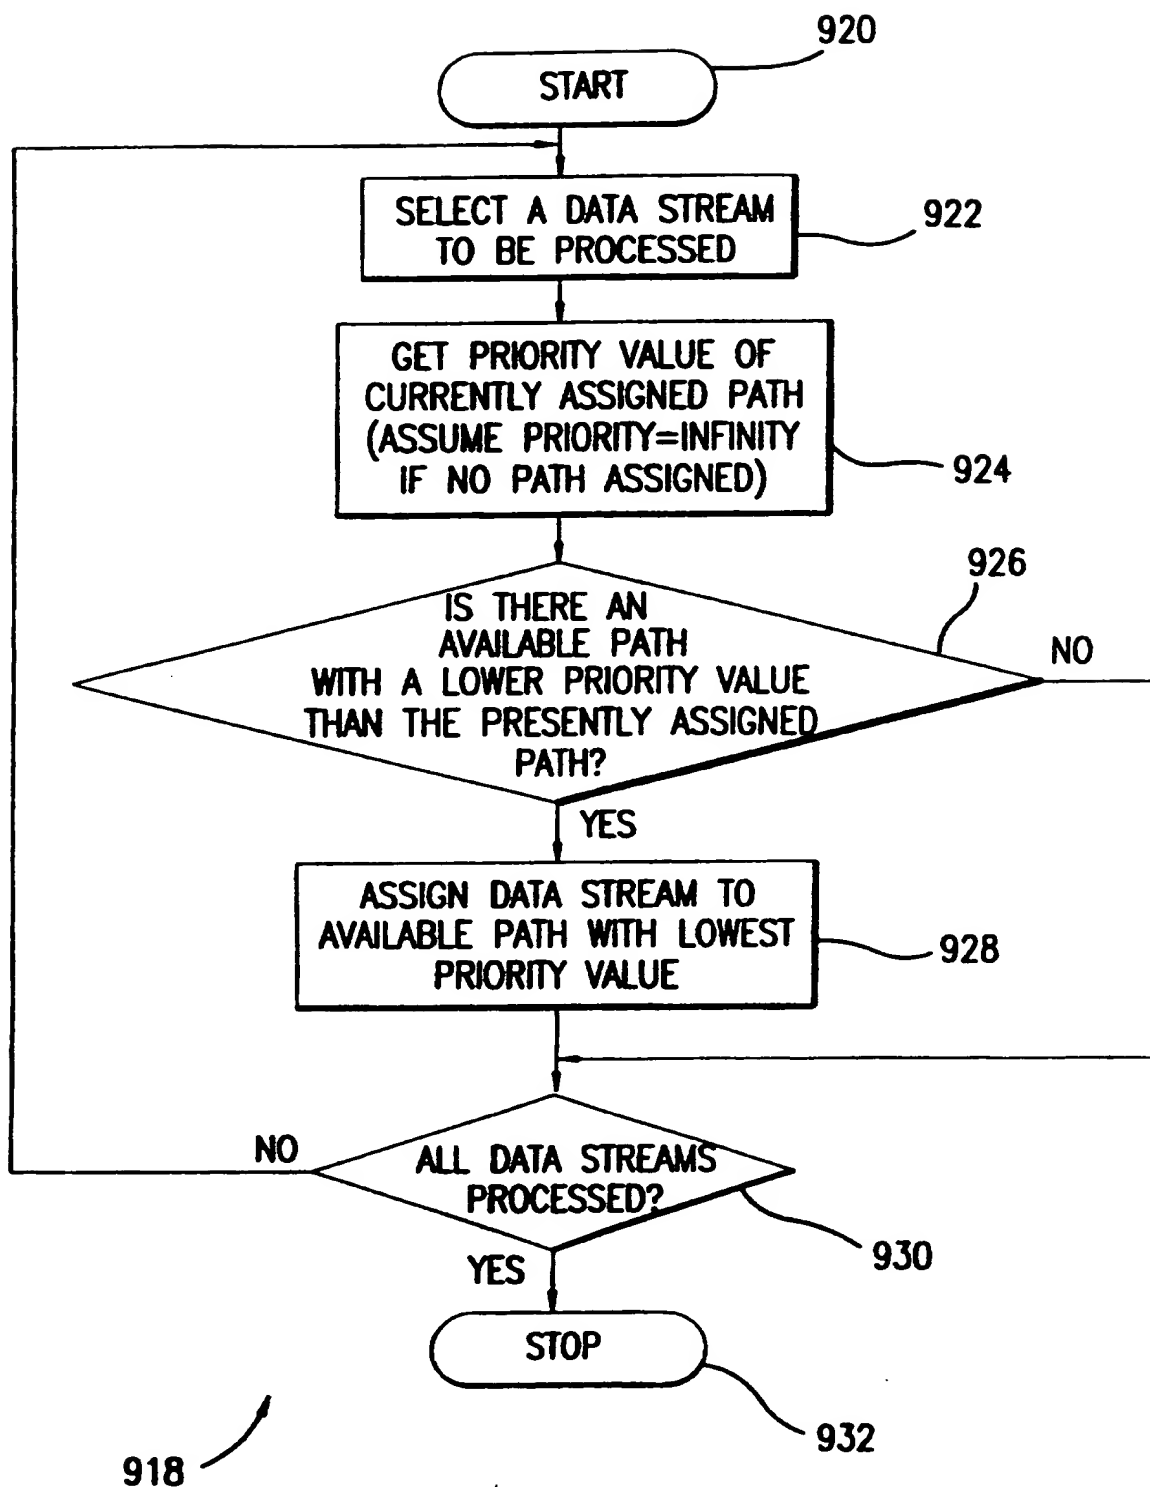 920
START
SELECT A DATA STREAM
TO BE PROCESSED
922
GET PRIORITY VALUE OF
CURRENTLY ASSIGNED PATH
(ASSUME PRIORITY=INFINITY
IF NO PATH ASSIGNED)
924
926
IS THERE AN
AVAILABLE PATH
WITH A LOWER PRIORITY VALUE
THAN THE PRESENTLY ASSIGNED
PATH?
NO
YES
ASSIGN DATA STREAM TO
AVAILABLE PATH WITH LOWEST
PRIORITY VALUE
928
NO
ALL DATA STREAMS
PROCESSED?
930
YES
STOP
932
918